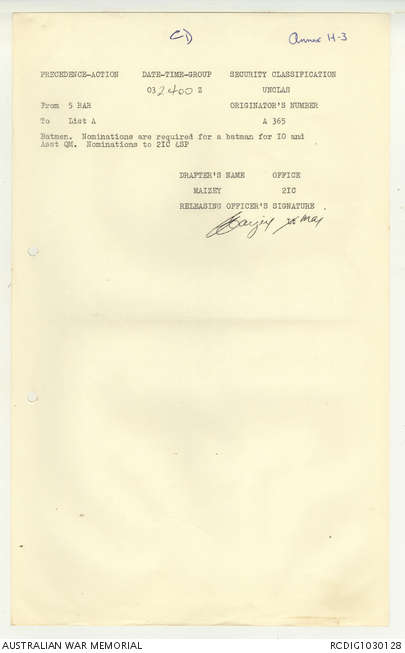 Annex H-3
PRECEDENCE-ACTION DATE-TIME-GROUP SECURITY CLASSIFICATION
032400 Z UNCLAS
From 5 RAR ORIGINATOR'S NUMBER
To List A A 365
Batmen. Nominations are required for a batman for IO and
Asst QM. Nominations to 2IC ASP
DRAFTER'S NAME OFFICE
MAIZEY 2IC
RELEASING OFFICER'S SIGNATURE
Maizey Maj
AUSTRALIAN WAR MEMORIAL RCDIG1030128